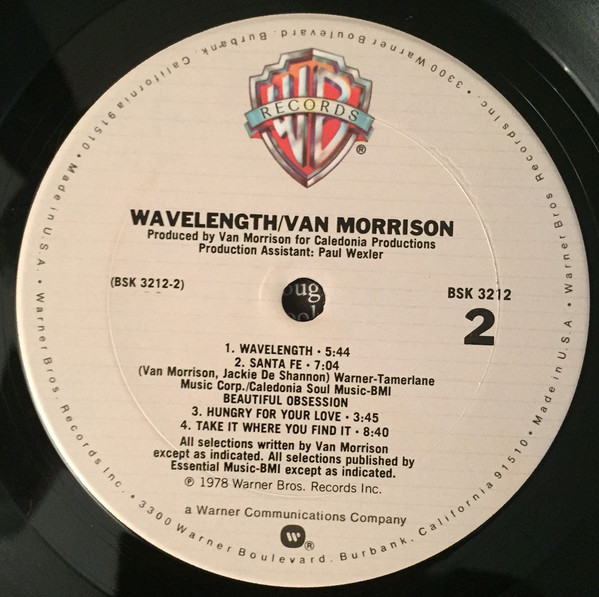 WB
RECORDS
®
WAVELENGTH/VAN MORRISON
Produced by Van Morrison for Caledonia Productions
Production Assistant: Paul Wexler
(BSK 3212-2)
BSK 3212
2
1. WAVELENGTH • 5:44
2. SANTA FE • 7:04
(Van Morrison, Jackie De Shannon) Warner-Tamerlane
Music Corp./Caledonia Soul Music-BMI
BEAUTIFUL OBSESSION
3. HUNGRY FOR YOUR LOVE • 3:45
4. TAKE IT WHERE YOU FIND IT • 8:40
All selections written by Van Morrison
except as indicated. All selections published by
Essential Music-BMI except as indicated.
℗ 1978 Warner Bros. Records Inc.
a Warner Communications Company
®
Made in U.S.A. • Warner Bros. Records Inc. • 3300 Warner Boulevard, Burbank, California 91510 • Made in U.S.A. • Warner Bros. Records Inc. • 3300 Warner Boulevard, Burbank, California 91510 •